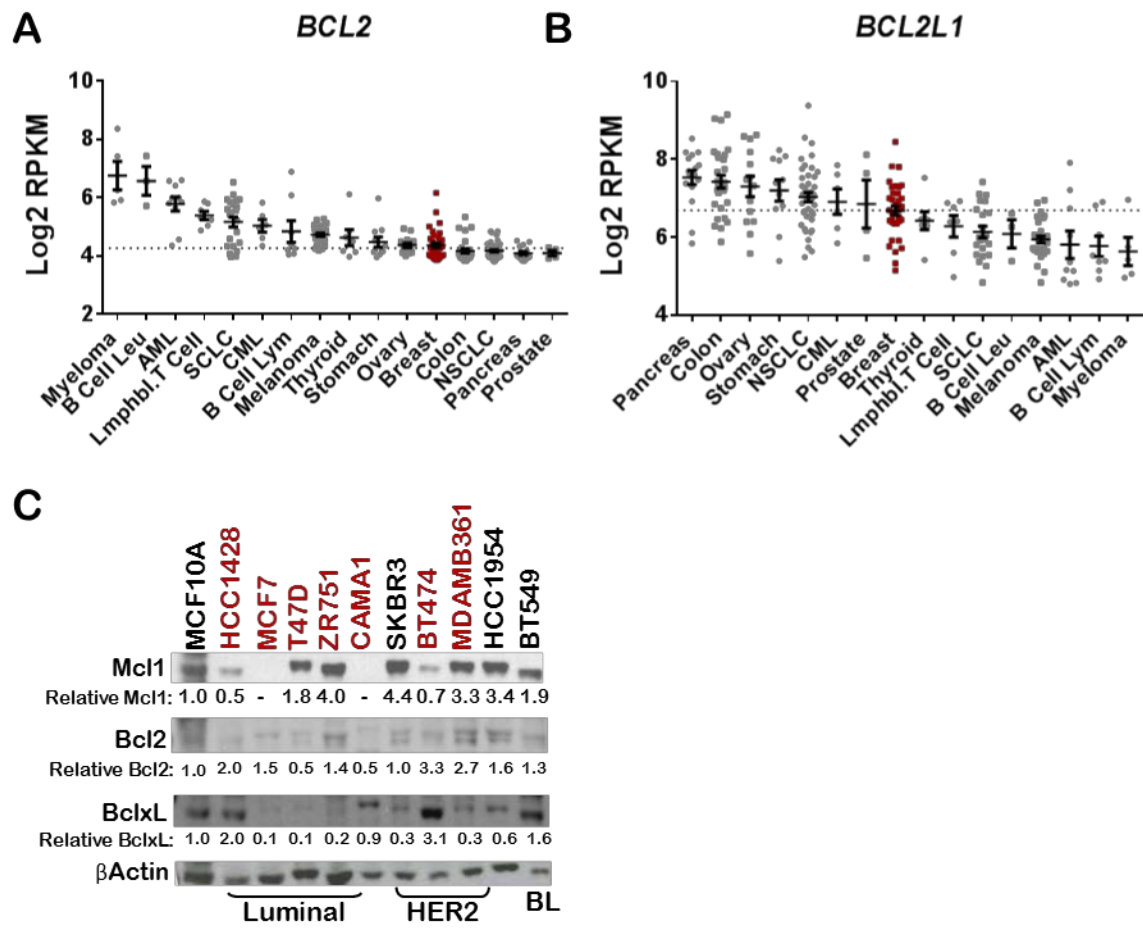 A
BCL2
Log2 RPKM
10
8
6
4
2
Myeloma
B Cell Leu
AML
Lmphbl.T Cell
SCLC
CML
B Cell Lym
Melanoma
Thyroid
Stomach
Ovary
Breast
Colon
NSCLC
Pancreas
Prostate
B
BCL2L1
Log2 RPKM
10
8
6
4
Pancreas
Colon
Ovary
Stomach
NSCLC
CML
Prostate
Breast
Thyroid
Lmphbl.T Cell
SCLC
B Cell Leu
Melanoma
AML
B Cell Lym
Myeloma
C
MCF10A
HCC1428
MCF7
T47D
ZR751
CAMA1
SKBR3
BT474
MDAMB361
HCC1954
BT549
Mcl1
Relative Mcl1: 1.0 0.5 - 1.8 4.0 - 4.4 0.7 3.3 3.4 1.9
Bcl2
Relative Bcl2: 1.0 2.0 1.5 0.5 1.4 0.5 1.0 3.3 2.7 1.6 1.3
BclxL
Relative BclxL: 1.0 2.0 0.1 0.1 0.2 0.9 0.3 3.1 0.3 0.6 1.6
βActin
Luminal HER2 BL